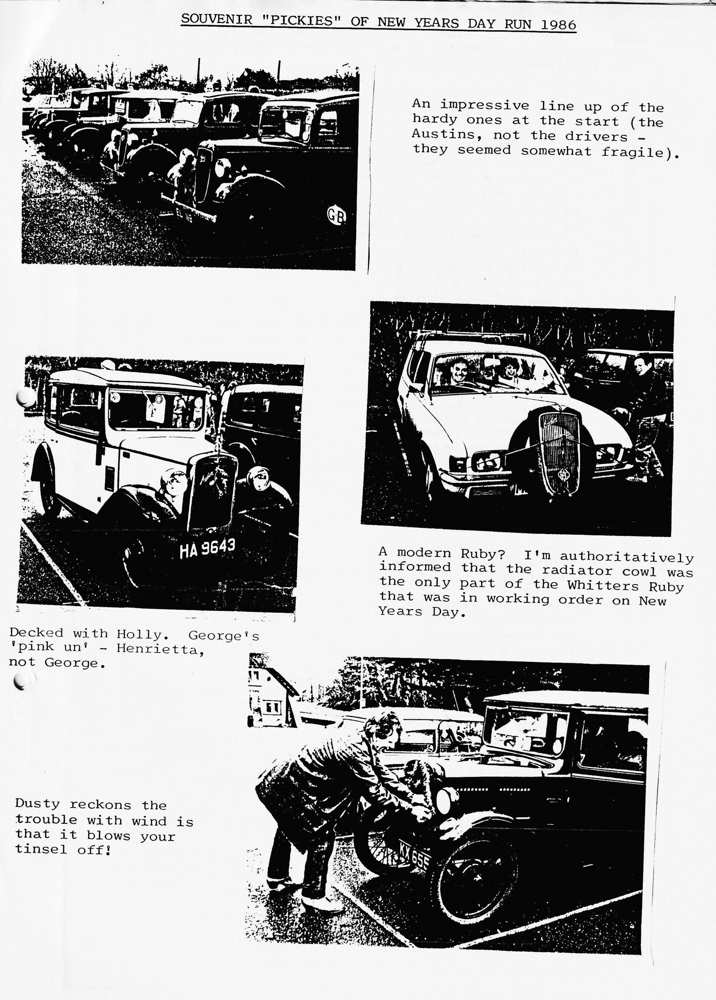 SOUVENIR "PICKIES" OF NEW YEARS DAY RUN 1986
An impressive line up of the
hardy ones at the start (the
Austins, not the drivers -
they seemed somewhat fragile).
GB
HA 9643
A modern Ruby?  I'm authoritatively
informed that the radiator cowl was
the only part of the Whitters Ruby
that was in working order on New
Years Day.
Decked with Holly.  George's
'pink un' - Henrietta,
not George.
KX 655
Dusty reckons the
trouble with wind is
that it blows your
tinsel off!